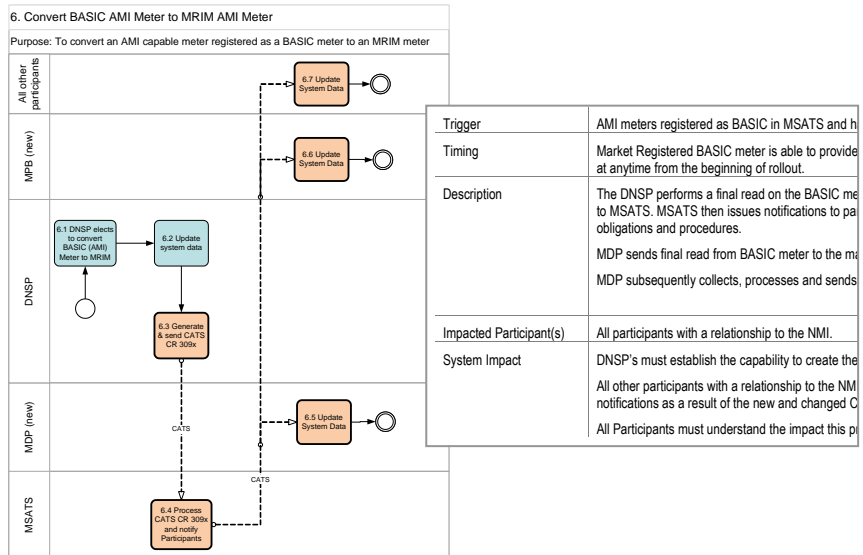 6. Convert BASIC AMI Meter to MRIM AMI Meter
Purpose: To convert an AMI capable meter registered as a BASIC meter to an MRIM meter
All other
participants
6.7 Update
System Data
MPB (new)
6.6 Update
System Data
DNSP
6.1 DNSP elects
to convert
BASIC (AMI)
Meter to MRIM
6.2 Update
system data
6.3 Generate
& send CATS
CR 309x
MDP (new)
CATS
6.5 Update
System Data
CATS
MSATS
6.4 Process
CATS CR 309x
and notify
Participants
Trigger
AMI meters registered as BASIC in MSATS and h
Timing
Market Registered BASIC meter is able to provide
at anytime from the beginning of rollout.
Description
The DNSP performs a final read on the BASIC me
to MSATS. MSATS then issues notifications to pa
obligations and procedures.
MDP sends final read from BASIC meter to the ma
MDP subsequently collects, processes and sends
Impacted Participant(s)
All participants with a relationship to the NMI.
System Impact
DNSP's must establish the capability to create the
All other participants with a relationship to the NM
notifications as a result of the new and changed C
All Participants must understand the impact this p